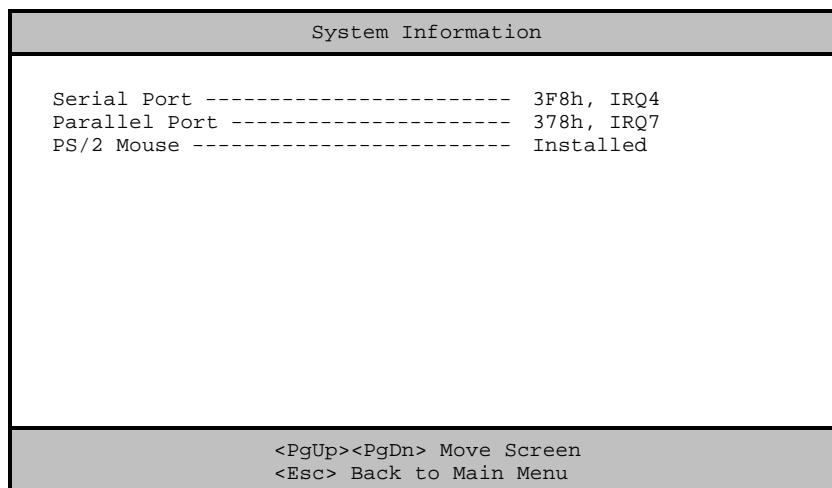 System Information
Serial Port ------------------------ 3F8h, IRQ4
Parallel Port ---------------------- 378h, IRQ7
PS/2 Mouse ------------------------- Installed
<PgUp><PgDn> Move Screen
<Esc> Back to Main Menu